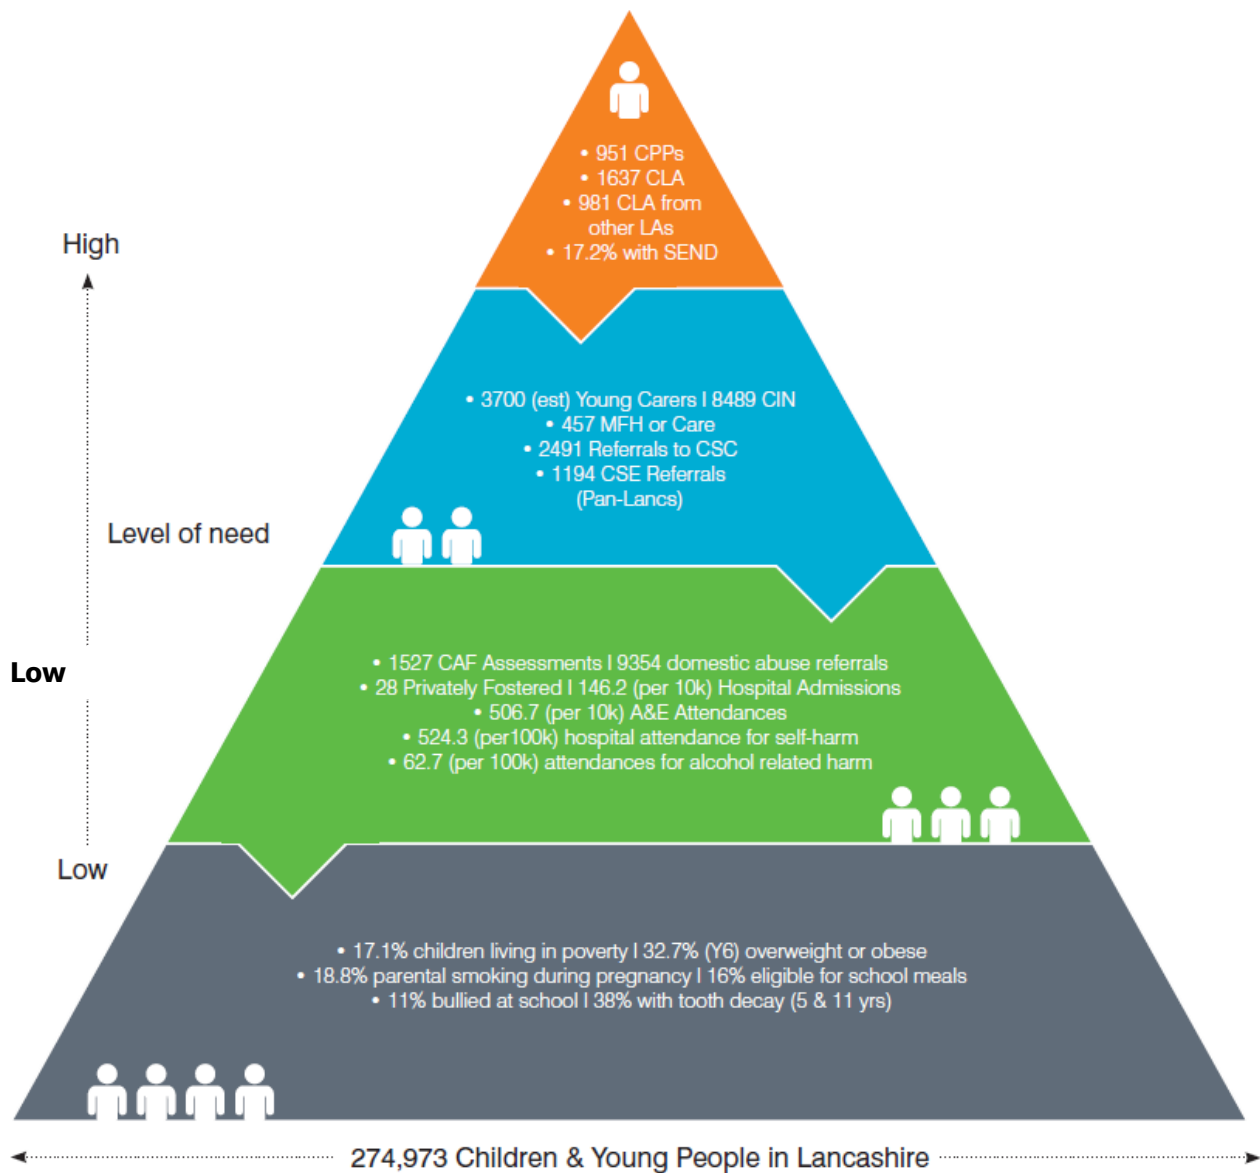 • 951 CPPs
• 1637 CLA
• 981 CLA from
other LAs
• 17.2% with SEND
High
• 3700 (est) Young Carers I 8489 CIN
• 457 MFH or Care
• 2491 Referrals to CSC
• 1194 CSE Referrals
(Pan-Lancs)
Level of need
Low
• 1527 CAF Assessments I 9354 domestic abuse referrals
• 28 Privately Fostered I 146.2 (per 10k) Hospital Admissions
• 506.7 (per 10k) A&E Attendances
• 524.3 (per100k) hospital attendance for self-harm
• 62.7 (per 100k) attendances for alcohol related harm
Low
• 17.1% children living in poverty I 32.7% (Y6) overweight or obese
• 18.8% parental smoking during pregnancy I 16% eligible for school meals
• 11% bullied at school I 38% with tooth decay (5 & 11 yrs)
274,973 Children & Young People in Lancashire